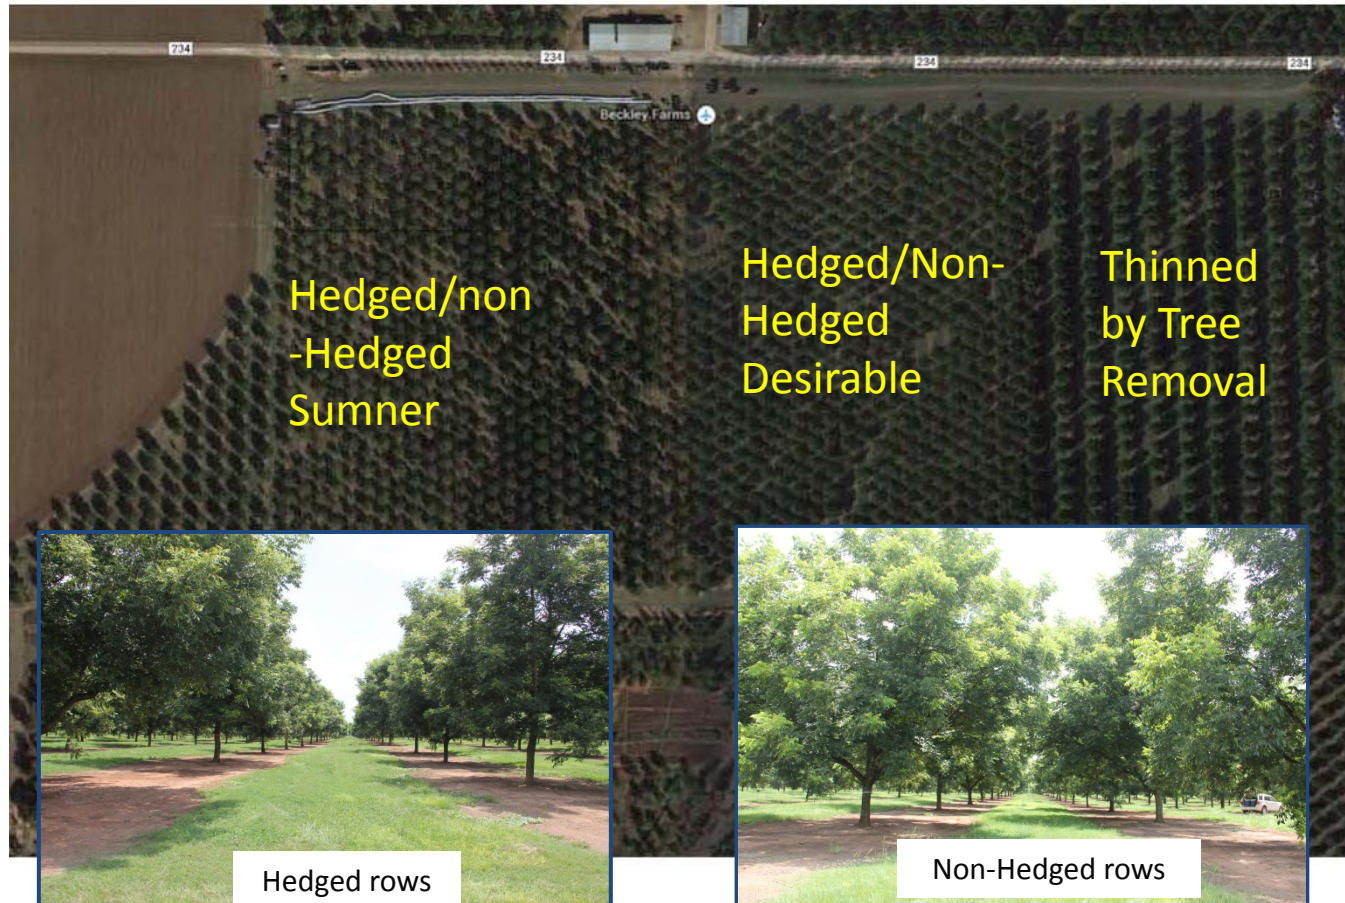 234
234
234
234
Beckley Farms
Hedged/non
-Hedged
Sumner
Hedged/Non-
Hedged
Desirable
Thinned
by Tree
Removal
Hedged rows
Non-Hedged rows